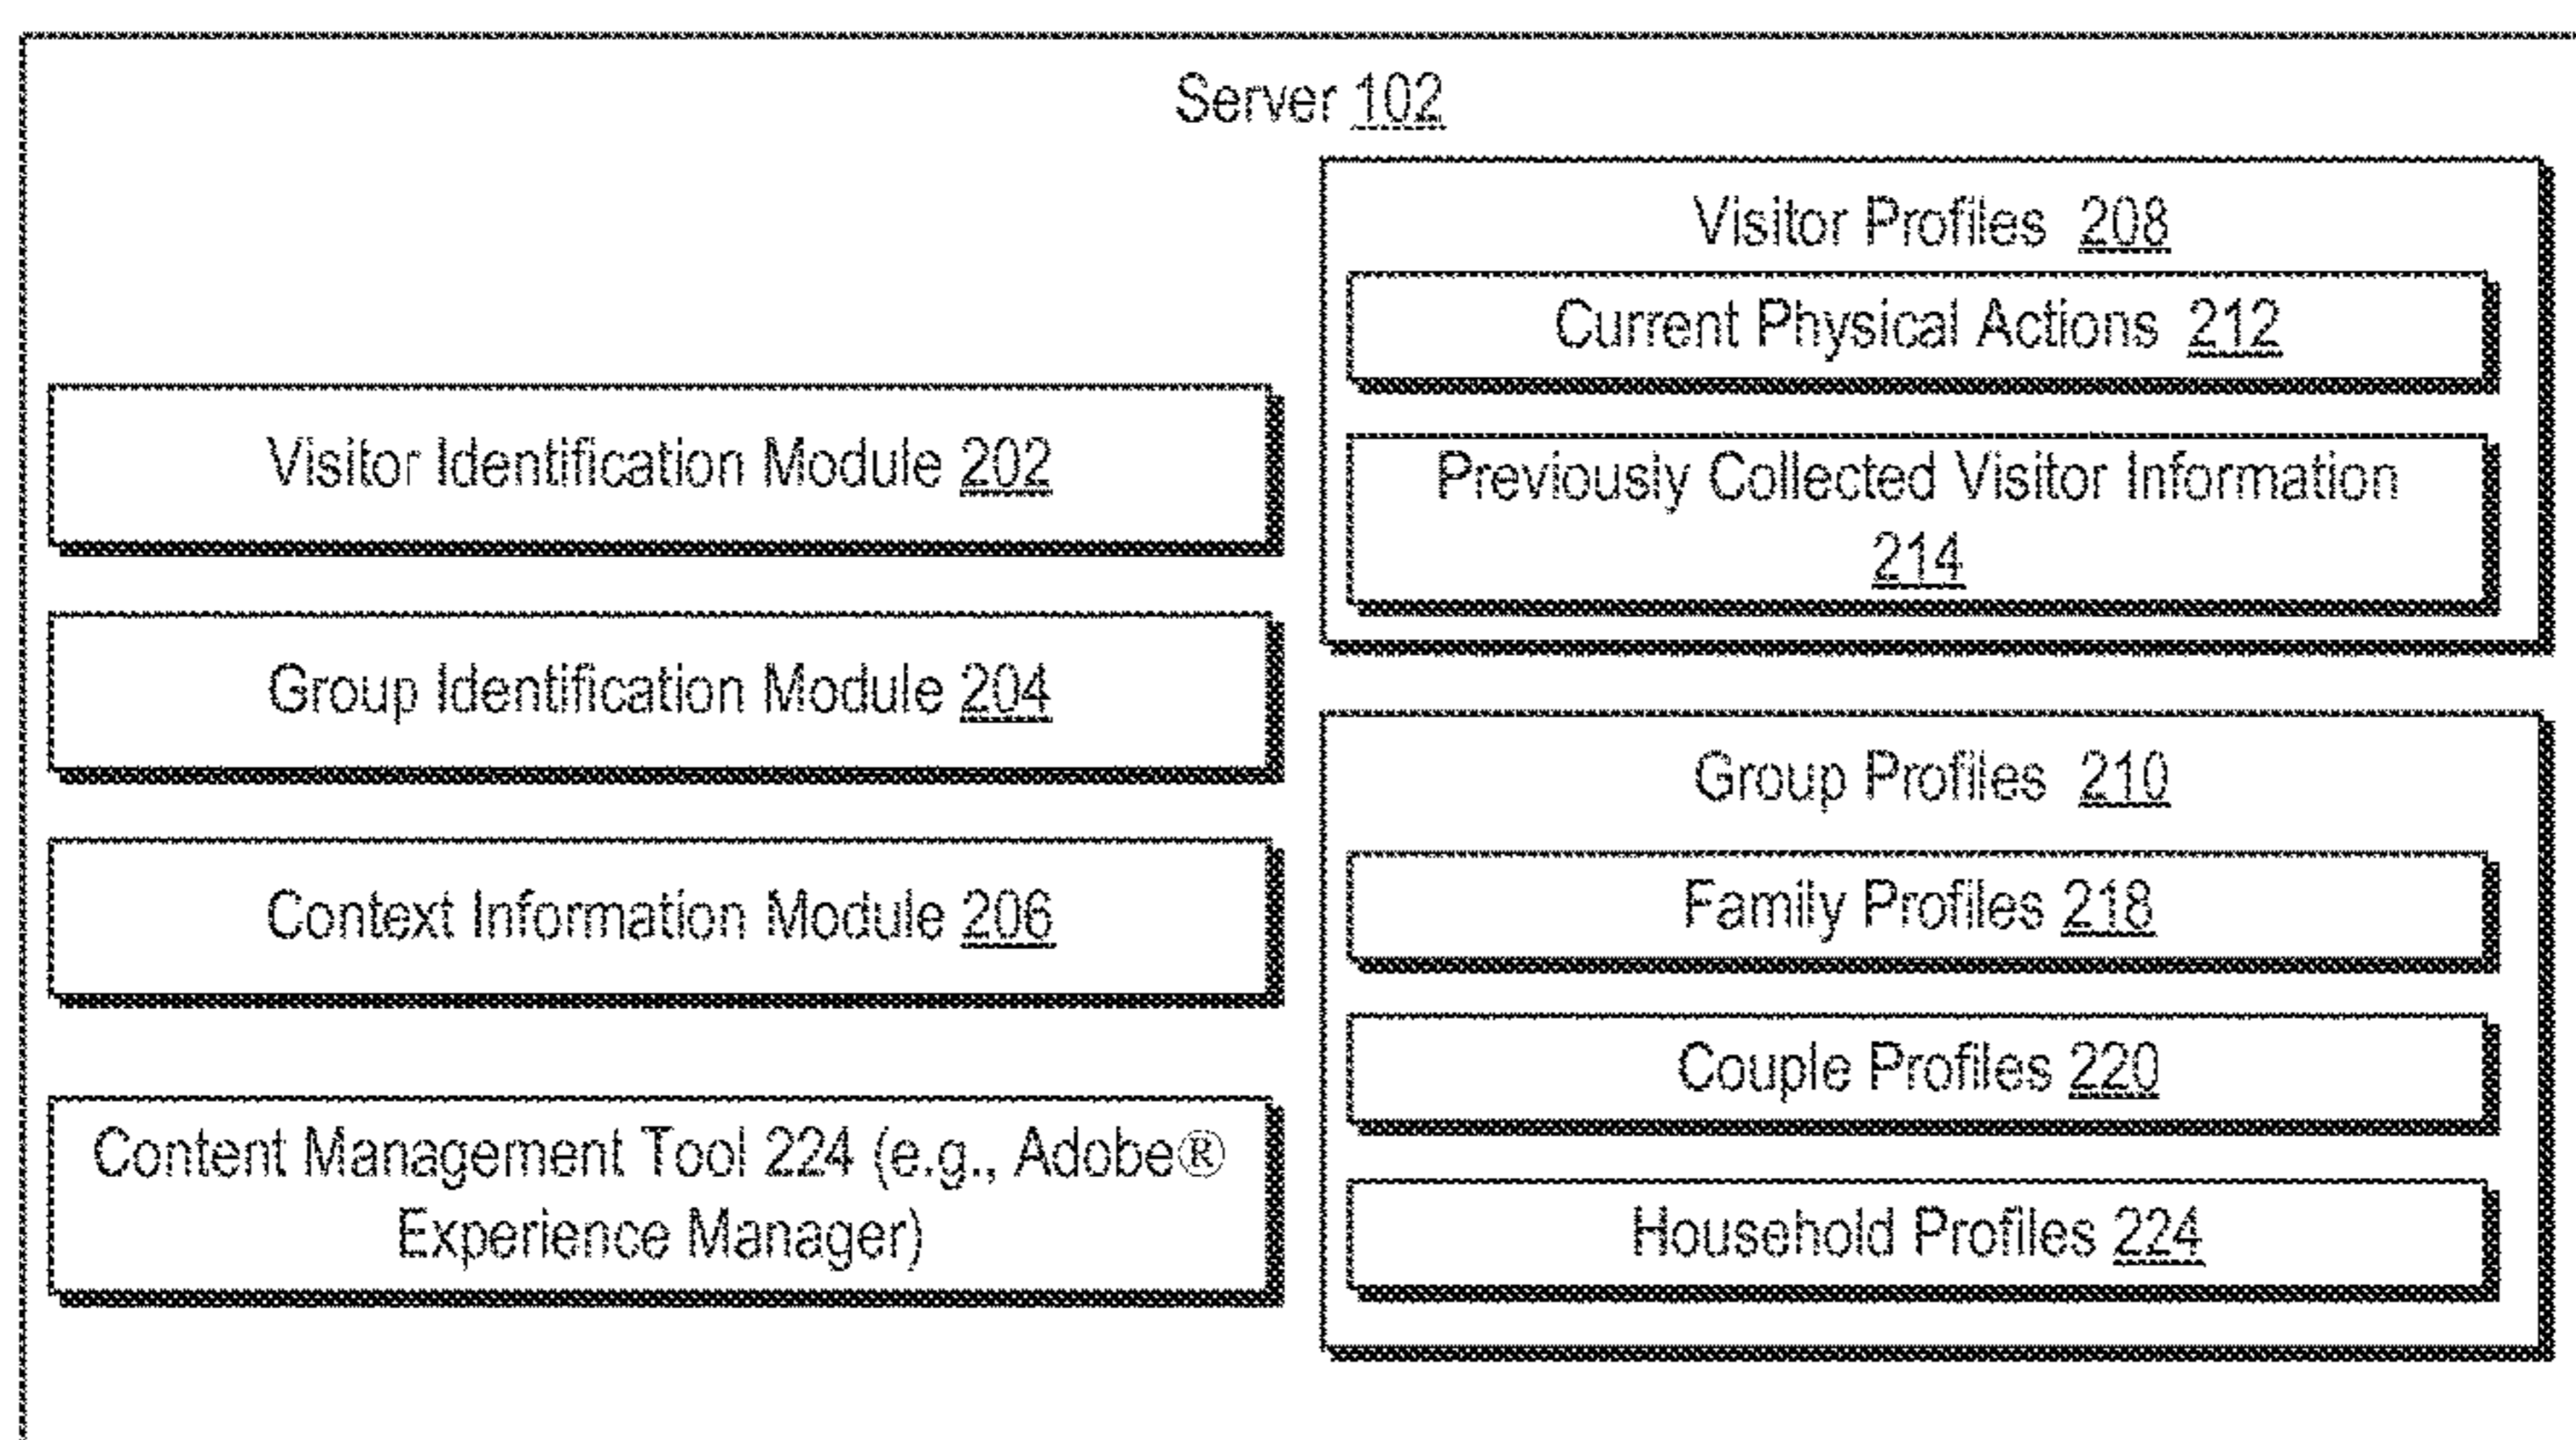 Server 102
Visitor Identification Module 202
Group Identification Module 204
Context Information Module 206
Content Management Tool 224 (e.g., Adobe®
Experience Manager)
Visitor Profiles 208
Current Physical Actions 212
Previously Collected Visitor Information
214
Group Profiles 210
Family Profiles 218
Couple Profiles 220
Household Profiles 224